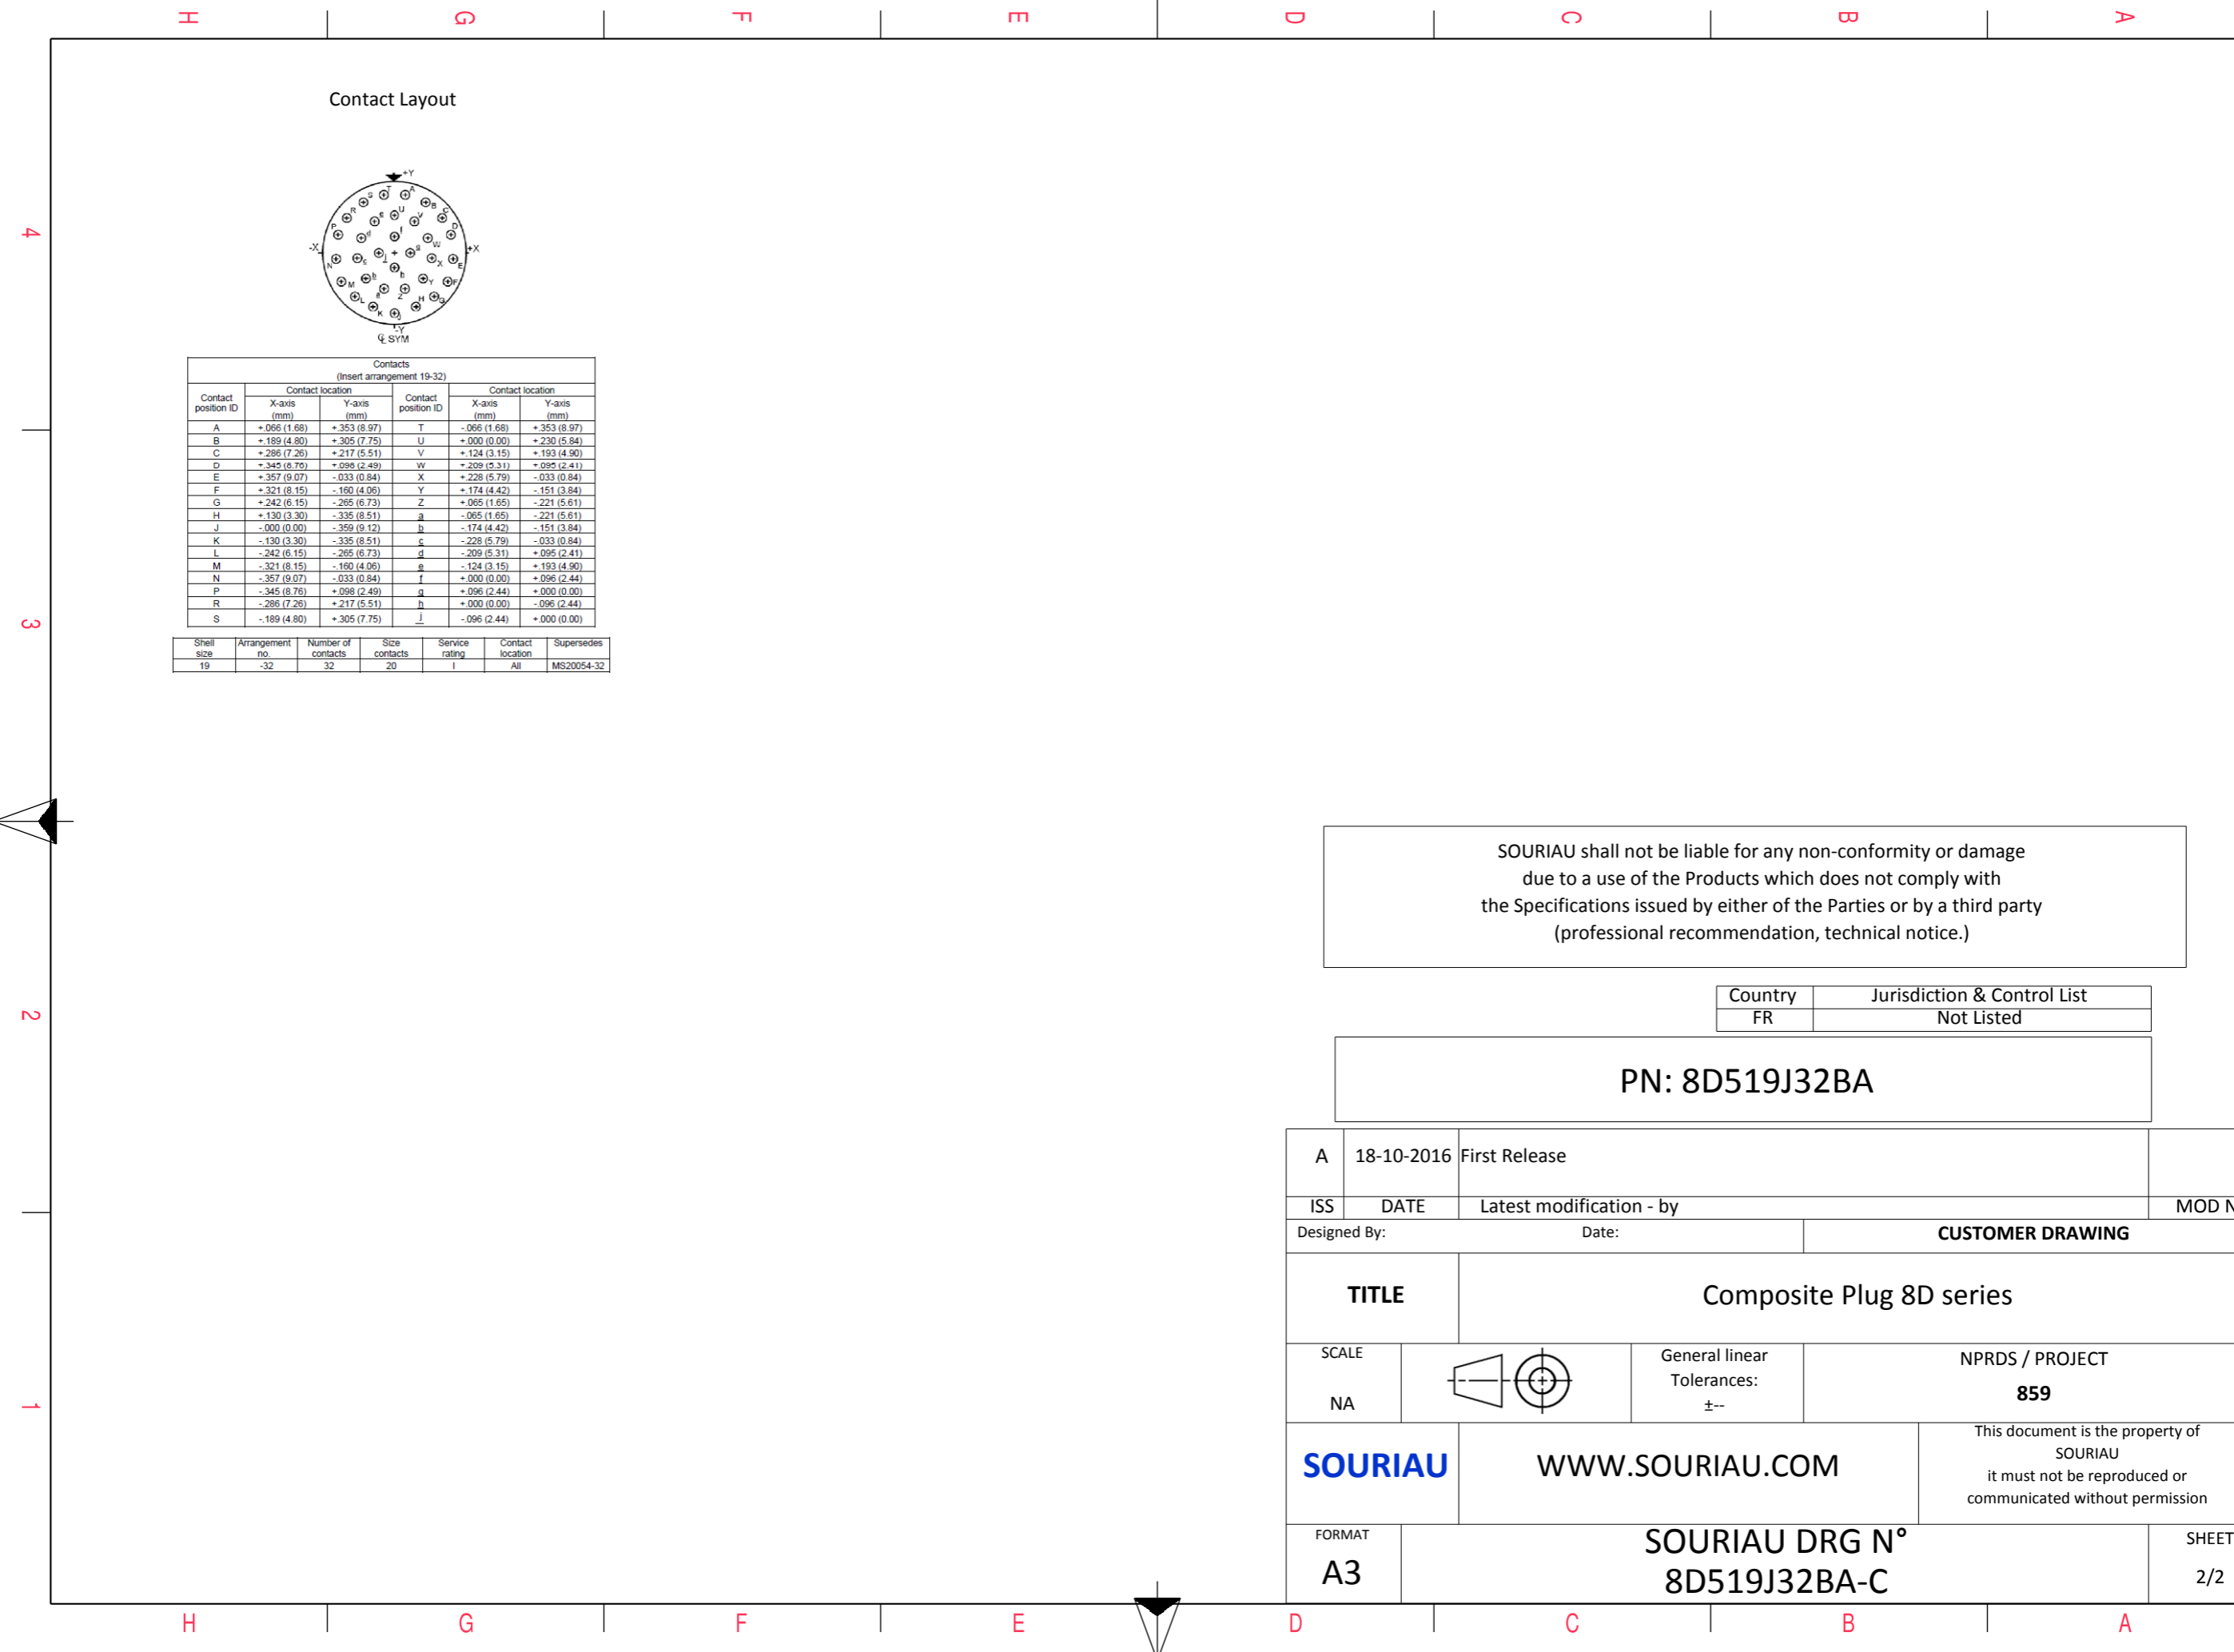 H G F E D C B A
Contact Layout
+Y
T A
S B
R e U V C
P d f D
W
-X +X
j g
N c X E
M b h Y F
L a Z H G
K J
-Y
℄ SYM
Contacts
(Insert arrangement 19-32)
Contact position ID | Contact location | Contact position ID | Contact location
X-axis (mm) | Y-axis (mm) | X-axis (mm) | Y-axis (mm)
A +.066 (1.68) +.353 (8.97) T -.066 (1.68) +.353 (8.97)
B +.189 (4.80) +.305 (7.75) U +.000 (0.00) +.230 (5.84)
C +.286 (7.26) +.217 (5.51) V +.124 (3.15) +.193 (4.90)
D +.345 (8.76) +.098 (2.49) W +.209 (5.31) +.095 (2.41)
E +.357 (9.07) -.033 (0.84) X +.228 (5.79) -.033 (0.84)
F +.321 (8.15) -.160 (4.06) Y +.174 (4.42) -.151 (3.84)
G +.242 (6.15) -.265 (6.73) Z +.065 (1.65) -.221 (5.61)
H +.130 (3.30) -.335 (8.51) a -.065 (1.65) -.221 (5.61)
J -.000 (0.00) -.359 (9.12) b -.174 (4.42) -.151 (3.84)
K -.130 (3.30) -.335 (8.51) c -.228 (5.79) -.033 (0.84)
L -.242 (6.15) -.265 (6.73) d -.209 (5.31) +.095 (2.41)
M -.321 (8.15) -.160 (4.06) e -.124 (3.15) +.193 (4.90)
N -.357 (9.07) -.033 (0.84) f +.000 (0.00) +.096 (2.44)
P -.345 (8.76) +.098 (2.49) g +.096 (2.44) +.000 (0.00)
R -.286 (7.26) +.217 (5.51) h +.000 (0.00) -.096 (2.44)
S -.189 (4.80) +.305 (7.75) j -.096 (2.44) +.000 (0.00)
Shell size | Arrangement no. | Number of contacts | Size contacts | Service rating | Contact location | Supersedes
19 -32 32 20 I All MS20054-32
4
3
2
1
SOURIAU shall not be liable for any non-conformity or damage
due to a use of the Products which does not comply with
the Specifications issued by either of the Parties or by a third party
(professional recommendation, technical notice.)
Country Jurisdiction & Control List
FR Not Listed
PN: 8D519J32BA
A 18-10-2016 First Release
ISS DATE Latest modification - by MOD N
Designed By: Date: CUSTOMER DRAWING
TITLE Composite Plug 8D series
SCALE
NA
General linear
Tolerances:
±--
NPRDS / PROJECT
859
SOURIAU WWW.SOURIAU.COM
This document is the property of
SOURIAU
it must not be reproduced or
communicated without permission
FORMAT
A3
SOURIAU DRG N°
8D519J32BA-C
SHEET
2/2
H G F E D C B A